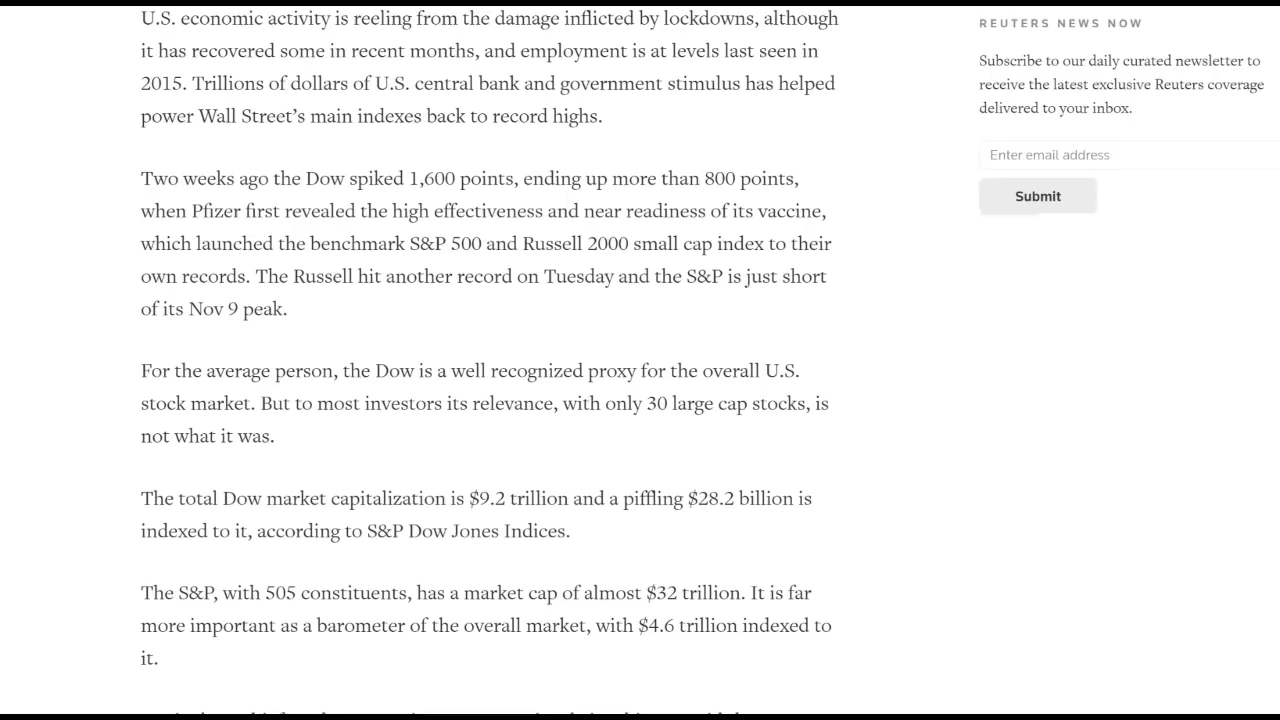 U.S. economic activity is reeling from the damage inflicted by lockdowns, although
it has recovered some in recent months, and employment is at levels last seen in
2015. Trillions of dollars of U.S. central bank and government stimulus has helped
power Wall Street’s main indexes back to record highs.
Two weeks ago the Dow spiked 1,600 points, ending up more than 800 points,
when Pfizer first revealed the high effectiveness and near readiness of its vaccine,
which launched the benchmark S&P 500 and Russell 2000 small cap index to their
own records. The Russell hit another record on Tuesday and the S&P is just short
of its Nov 9 peak.
For the average person, the Dow is a well recognized proxy for the overall U.S.
stock market. But to most investors its relevance, with only 30 large cap stocks, is
not what it was.
The total Dow market capitalization is $9.2 trillion and a piffling $28.2 billion is
indexed to it, according to S&P Dow Jones Indices.
The S&P, with 505 constituents, has a market cap of almost $32 trillion. It is far
more important as a barometer of the overall market, with $4.6 trillion indexed to
it.
REUTERS NEWS NOW
Subscribe to our daily curated newsletter to
receive the latest exclusive Reuters coverage
delivered to your inbox.
Enter email address
Submit